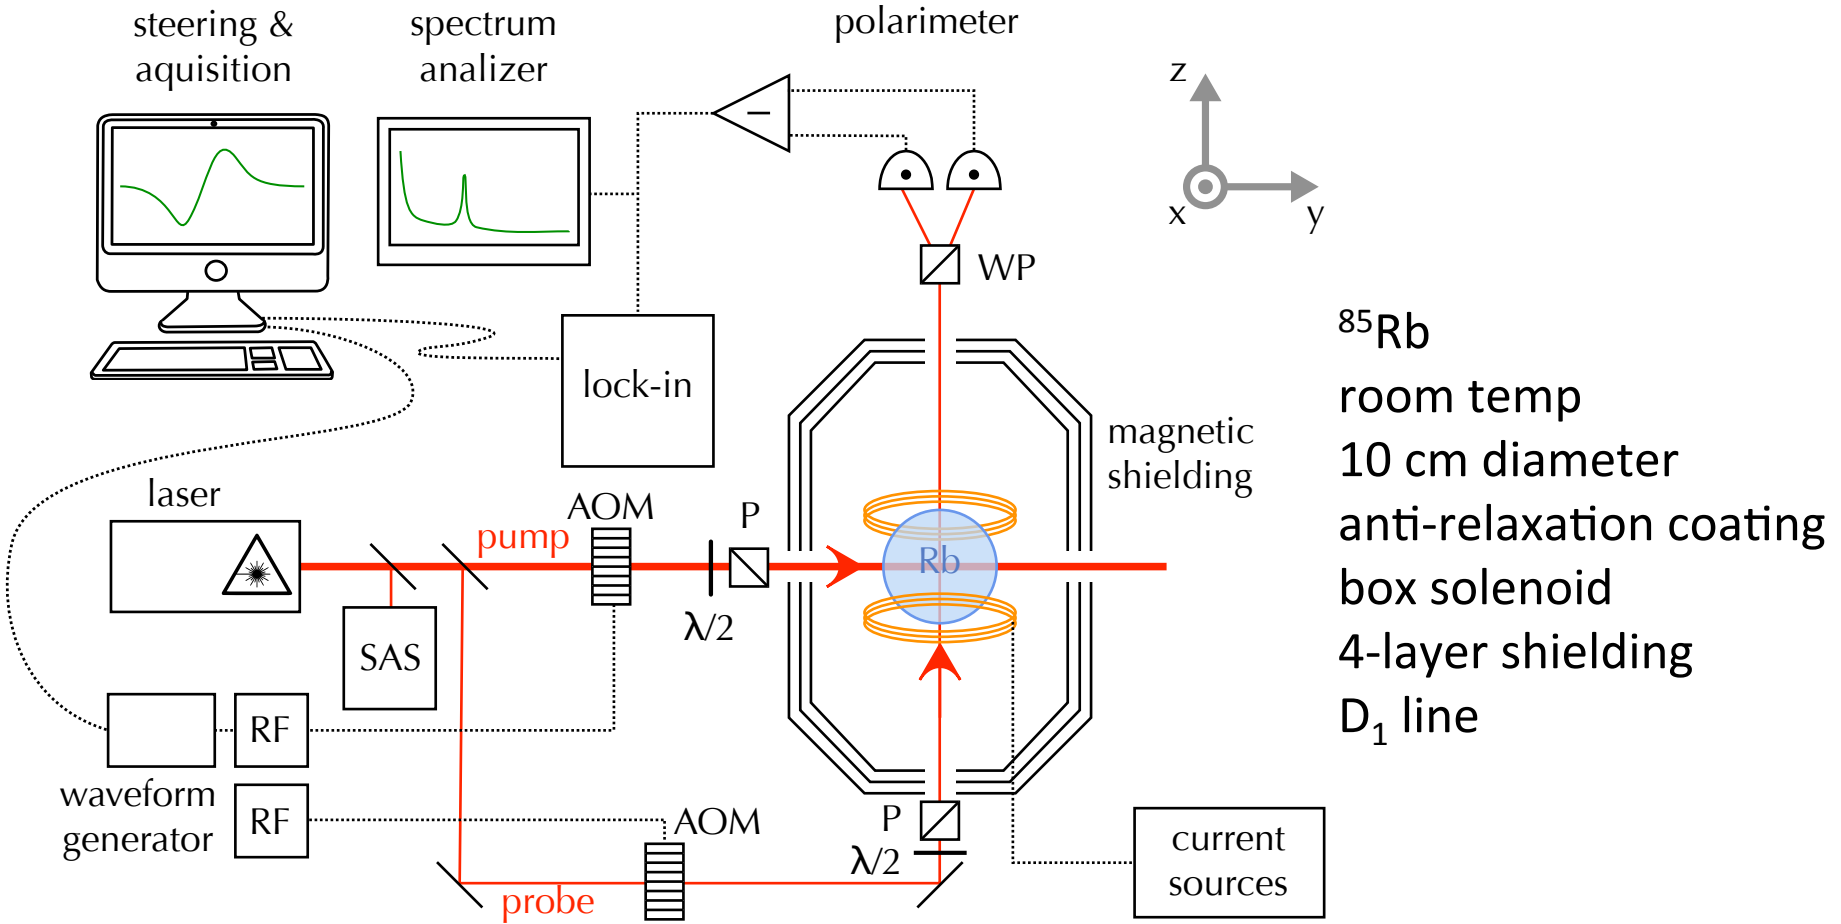 steering &
aquisition
spectrum
analizer
polarimeter
z
x
y
WP
lock-in
magnetic
shielding
laser
AOM
P
pump
Rb
λ/2
SAS
RF
waveform
generator
RF
AOM
P
λ/2
probe
current
sources
⁸⁵Rb
room temp
10 cm diameter
anti-relaxation coating
box solenoid
4-layer shielding
D₁ line